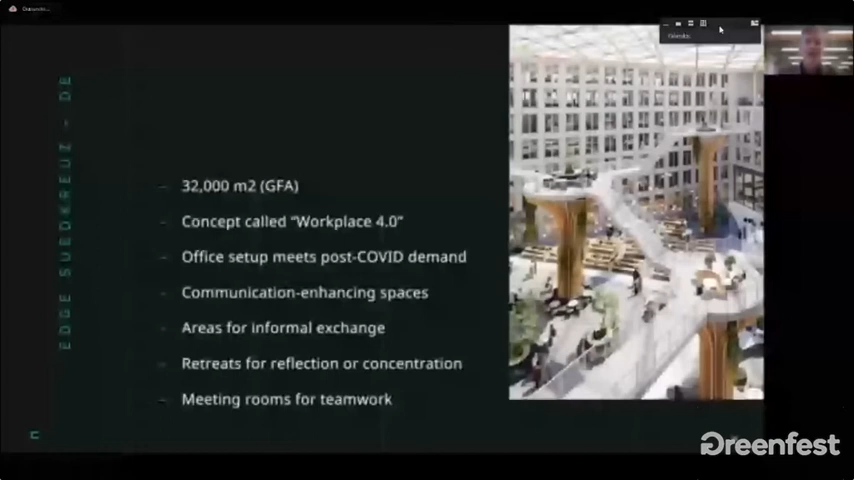 EDGE SUEDKREUZ - DE
– 32,000 m2 (GFA)
– Concept called “Workplace 4.0”
– Office setup meets post-COVID demand
– Communication-enhancing spaces
– Areas for informal exchange
– Retreats for reflection or concentration
– Meeting rooms for teamwork
n
Greenfest